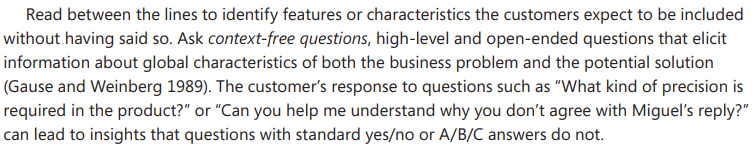 Read between the lines to identify features or characteristics the customers expect to be included
without having said so. Ask context-free questions, high-level and open-ended questions that elicit
information about global characteristics of both the business problem and the potential solution
(Gause and Weinberg 1989). The customer’s response to questions such as “What kind of precision is
required in the product?” or “Can you help me understand why you don’t agree with Miguel’s reply?”
can lead to insights that questions with standard yes/no or A/B/C answers do not.